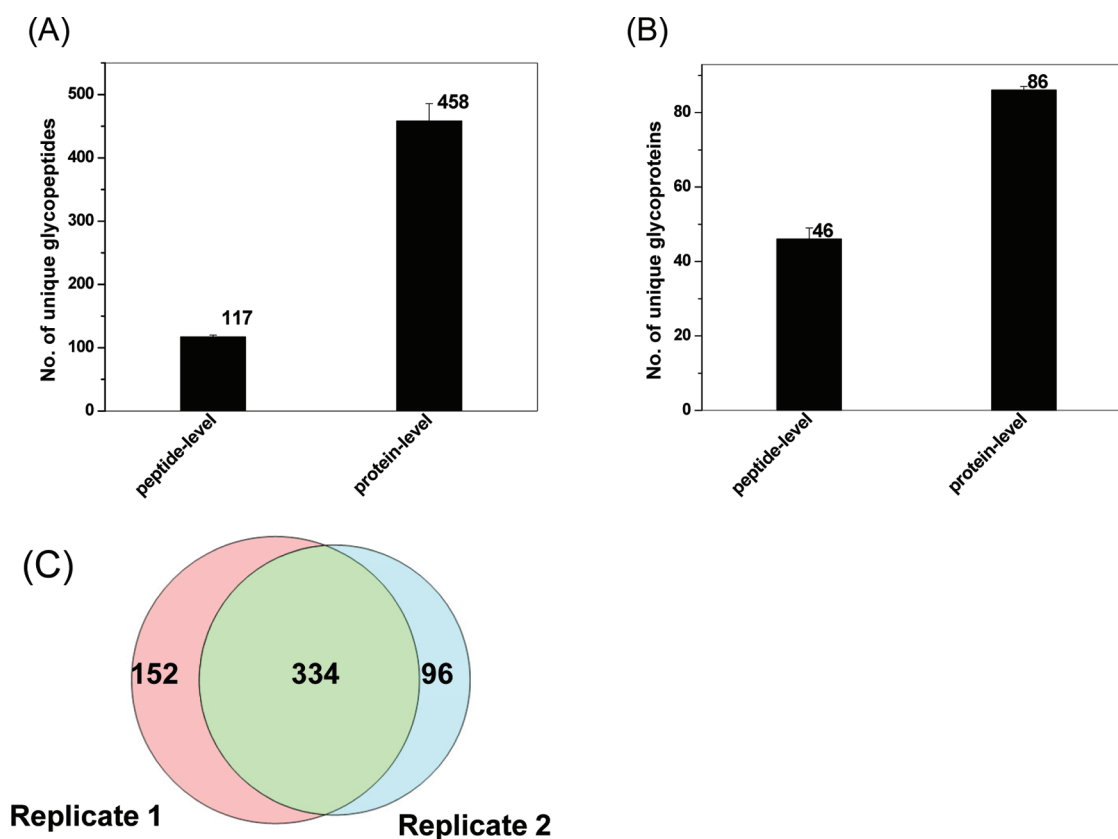 (A)
No. of unique glycopeptides
500
400
300
200
100
0
117
458
peptide-level
protein-level
(B)
No. of unique glycoproteins
80
60
40
20
0
46
86
peptide-level
protein-level
(C)
152
334
96
Replicate 1
Replicate 2